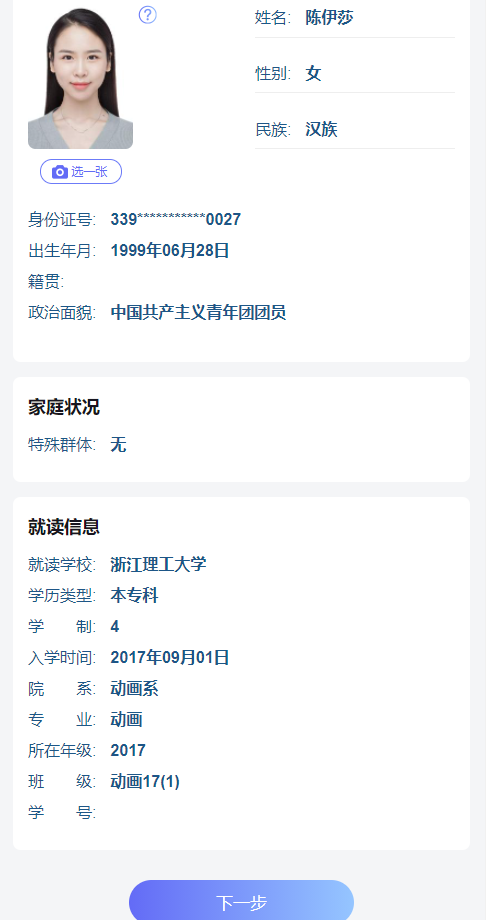 姓名: 陈伊莎
性别: 女
民族: 汉族
选一张
身份证号: 339***********0027
出生年月: 1999年06月28日
籍贯:
政治面貌: 中国共产主义青年团团员
家庭状况
特殊群体: 无
就读信息
就读学校: 浙江理工大学
学历类型: 本专科
学 制: 4
入学时间: 2017年09月01日
院 系: 动画系
专 业: 动画
所在年级: 2017
班 级: 动画17(1)
学 号:
下一步